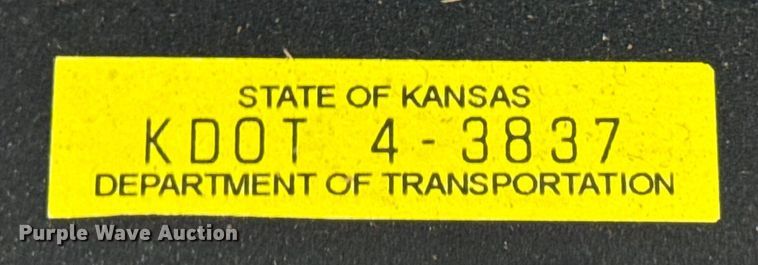 STATE OF KANSAS
KDOT 4-3837
DEPARTMENT OF TRANSPORTATION
Purple Wave Auction